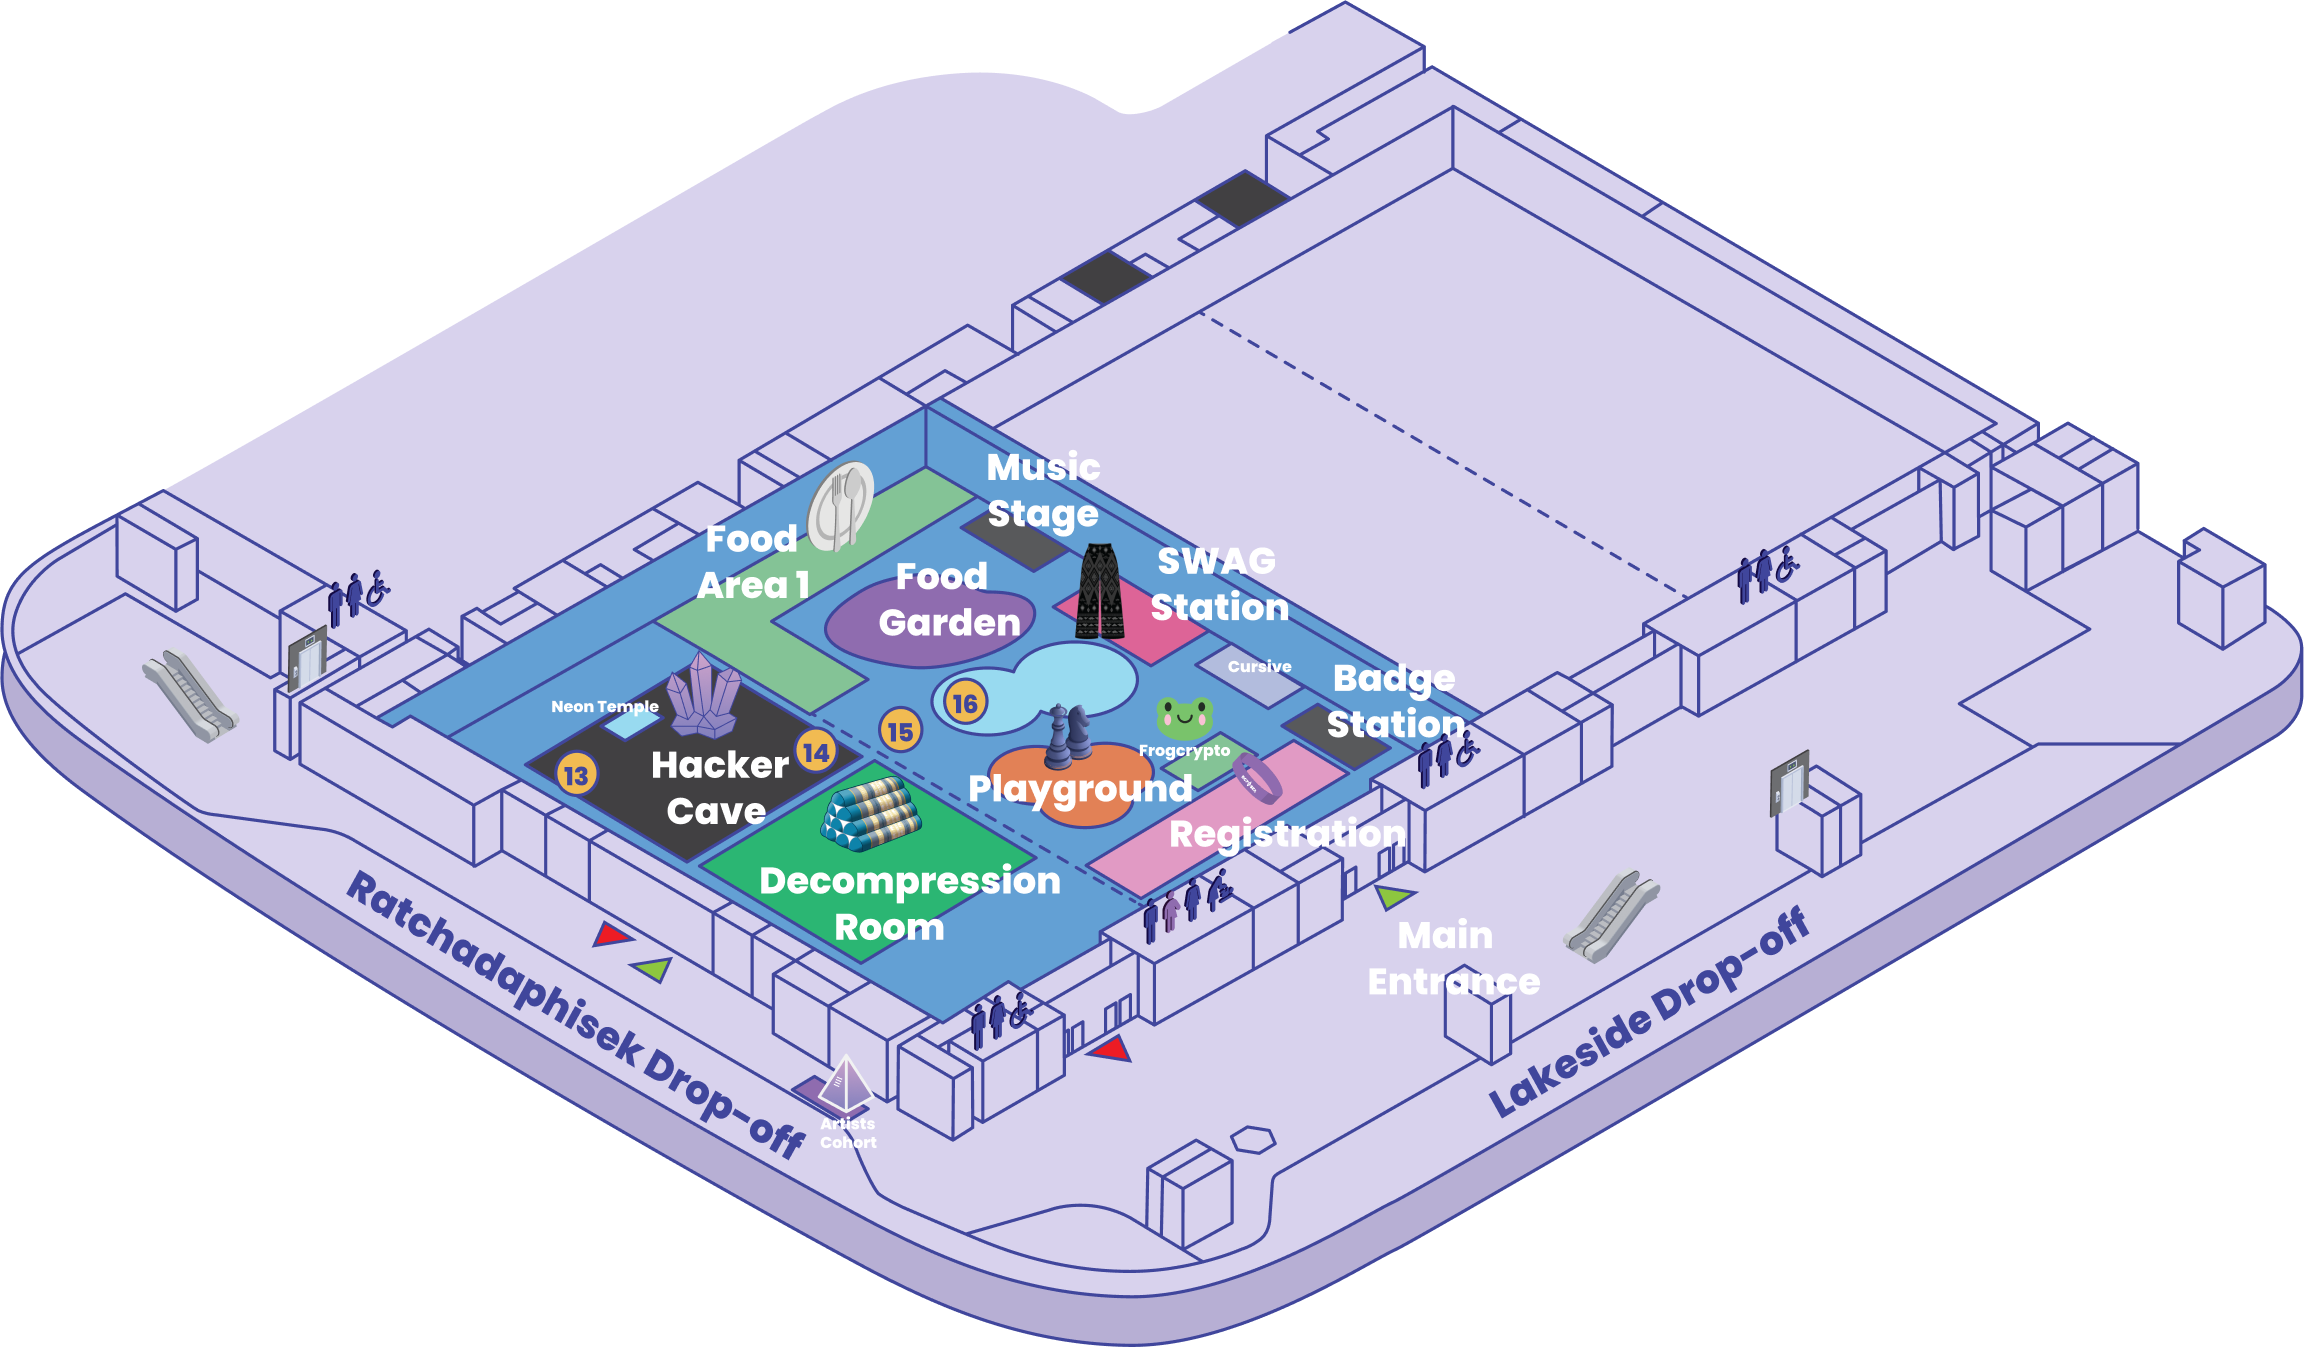 Music
Stage
Food
Area 1
SWAG
Station
Food
Garden
Cursive
Badge
Station
Neon Temple
16
15
14
13
Frogcrypto
Hacker
Cave
Playground
Registration
Decompression
Room
Main
Entrance
Ratchadaphisek Drop-off
Lakeside Drop-off
Artists
Cohort